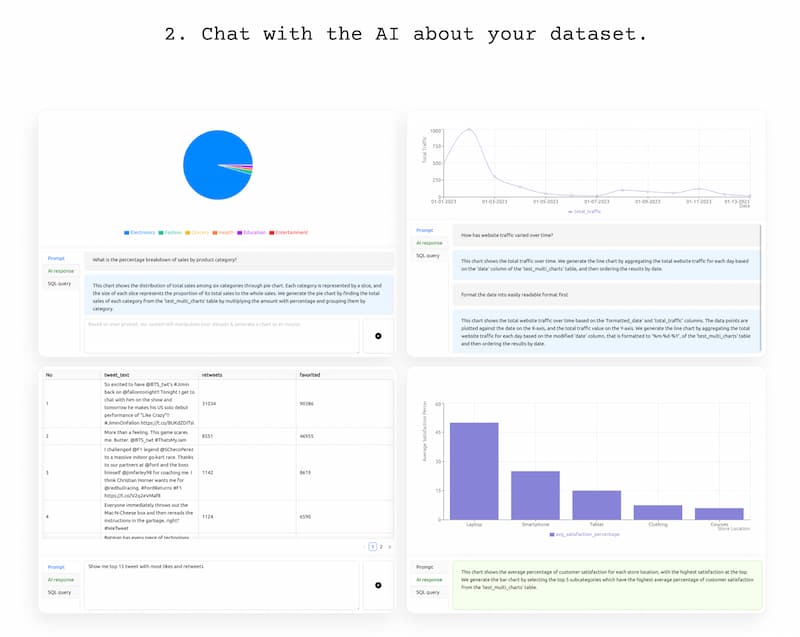 2. Chat with the AI about your dataset.
Electronics Fashion Grocery Health Education Entertainment
Prompt
AI response
SQL query
What is the percentage breakdown of sales by product category?
This chart shows the distribution of total sales among six categories through pie chart. Each category is represented by a slice, and
the size of each slice represents the proportion of its total sales to the whole sales. We generate the pie chart by finding the total
sales of each category from the 'test_multi_charts' table by multiplying the amount with percentage and grouping them by
category.
Based on your prompt, our system will manipulate your dataset & generate a chart as AI result.
Total Traffic
1000
750
500
250
0
01-01-2023 01-03-2023 01-05-2023 01-07-2023 01-09-2023 01-11-2023 01-13-2023
Date
total_traffic
Prompt
AI response
SQL query
How has website traffic varied over time?
This chart shows the total website traffic over time. We generate the line chart by aggregating the total website traffic for each day based
on the 'date' column of the 'test_multi_charts' table, and then ordering the results by date.
Format the date into easily readable format first
This chart shows the total website traffic over time based on the 'formatted_date' and 'total_traffic' columns. The data points are
plotted against the date on the X-axis, and the total traffic value on the Y-axis. We generate the line chart by aggregating the total
website traffic for each day based on the modified 'date' column, that is formatted to '%m-%d-%Y', of the 'test_multi_charts' table
and then ordering the results by date.
No tweet_text retweets favorited
So excited to have @BTS_twt's #Jimin
back on @fallontonight!! Tonight I get to
chat with him on the show and
1 31034 90386
tomorrow he makes his US solo debut
performance of "Like Crazy"!!
#JiminOnFallon
More than a feeling. This game scares
2 8551 46955
me. Butter. @BTS_twt #ThatsMyJam
I challenged @F1 legend @SChecoPerez
to a massive indoor go-kart race. Thanks
to our partners at @Ford and the boss
3 1142 8619
himself @jimfarley98 for coaching me. I
think Christian Horner wants me for
@redbullracing. #FordReturns #F1
Everyone immediately throws out the
Mac-N-Cheese box and then rereads the
4 1124 6590
instructions in the garbage, right?
every piece of technology
1 2
Prompt
AI response
SQL query
Show me top 15 tweet with most likes and retweets
60
45
30
15
0
Laptop Smartphone Tablet Clothing Courses
Store Location
avg_satisfaction_percentage
Prompt
AI response
SQL query
This chart shows the average percentage of customer satisfaction for each store location, with the highest satisfaction at the top.
We generate the bar chart by selecting the top 5 subcategories which have the highest average percentage of customer satisfaction
from the 'test_multi_charts' table.